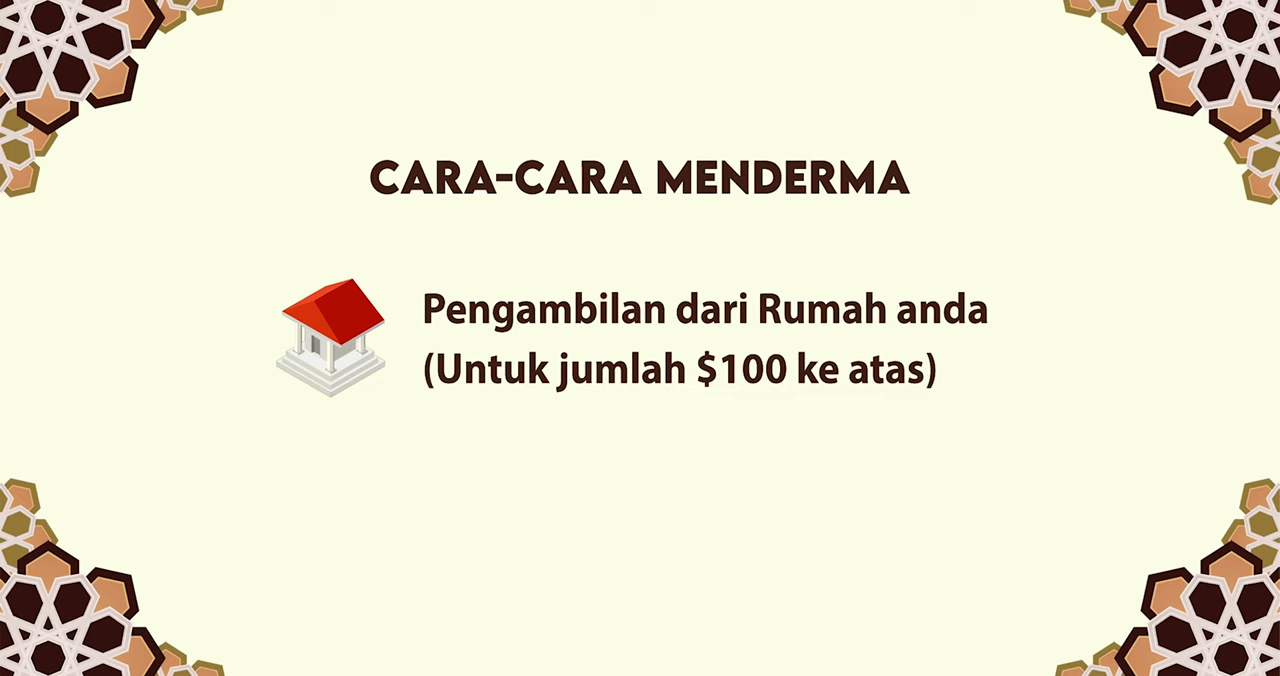 CARA-CARA MENDERMA
Pengambilan dari Rumah anda
(Untuk jumlah $100 ke atas)